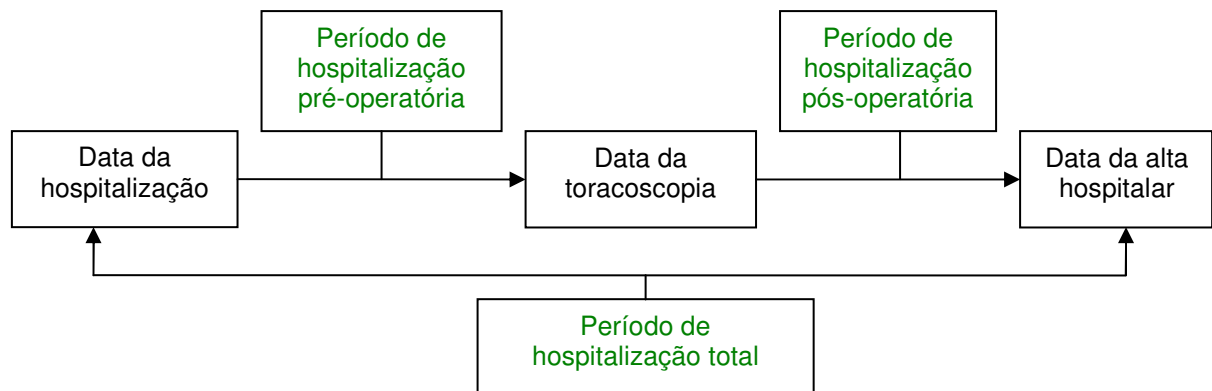 Período de
hospitalização
pré-operatória
Período de
hospitalização
pós-operatória
Data da
hospitalização
Data da
toracoscopia
Data da alta
hospitalar
Período de
hospitalização total